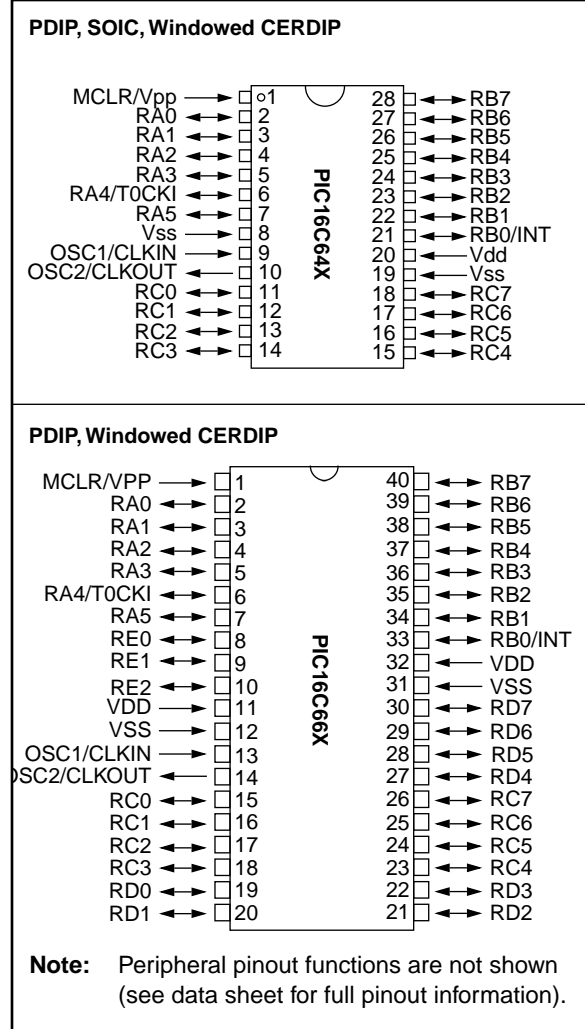 PDIP, SOIC, Windowed CERDIP
MCLR/Vpp 1 28 RB7
RA0 2 27 RB6
RA1 3 26 RB5
RA2 4 25 RB4
RA3 5 24 RB3
RA4/T0CKI 6 23 RB2
RA5 7 22 RB1
Vss 8 21 RB0/INT
OSC1/CLKIN 9 20 Vdd
OSC2/CLKOUT 10 19 Vss
RC0 11 18 RC7
RC1 12 17 RC6
RC2 13 16 RC5
RC3 14 15 RC4
PIC16C64X
PDIP, Windowed CERDIP
MCLR/VPP 1 40 RB7
RA0 2 39 RB6
RA1 3 38 RB5
RA2 4 37 RB4
RA3 5 36 RB3
RA4/T0CKI 6 35 RB2
RA5 7 34 RB1
RE0 8 33 RB0/INT
RE1 9 32 VDD
RE2 10 31 VSS
VDD 11 30 RD7
VSS 12 29 RD6
OSC1/CLKIN 13 28 RD5
OSC2/CLKOUT 14 27 RD4
RC0 15 26 RC7
RC1 16 25 RC6
RC2 17 24 RC5
RC3 18 23 RC4
RD0 19 22 RD3
RD1 20 21 RD2
PIC16C66X
Note: Peripheral pinout functions are not shown
(see data sheet for full pinout information).